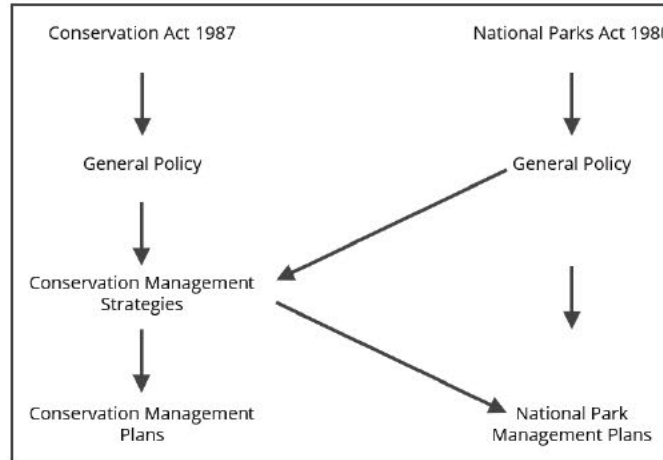 Conservation Act 1987
National Parks Act 1980
General Policy
General Policy
Conservation Management
Strategies
Conservation Management
Plans
National Park
Management Plans